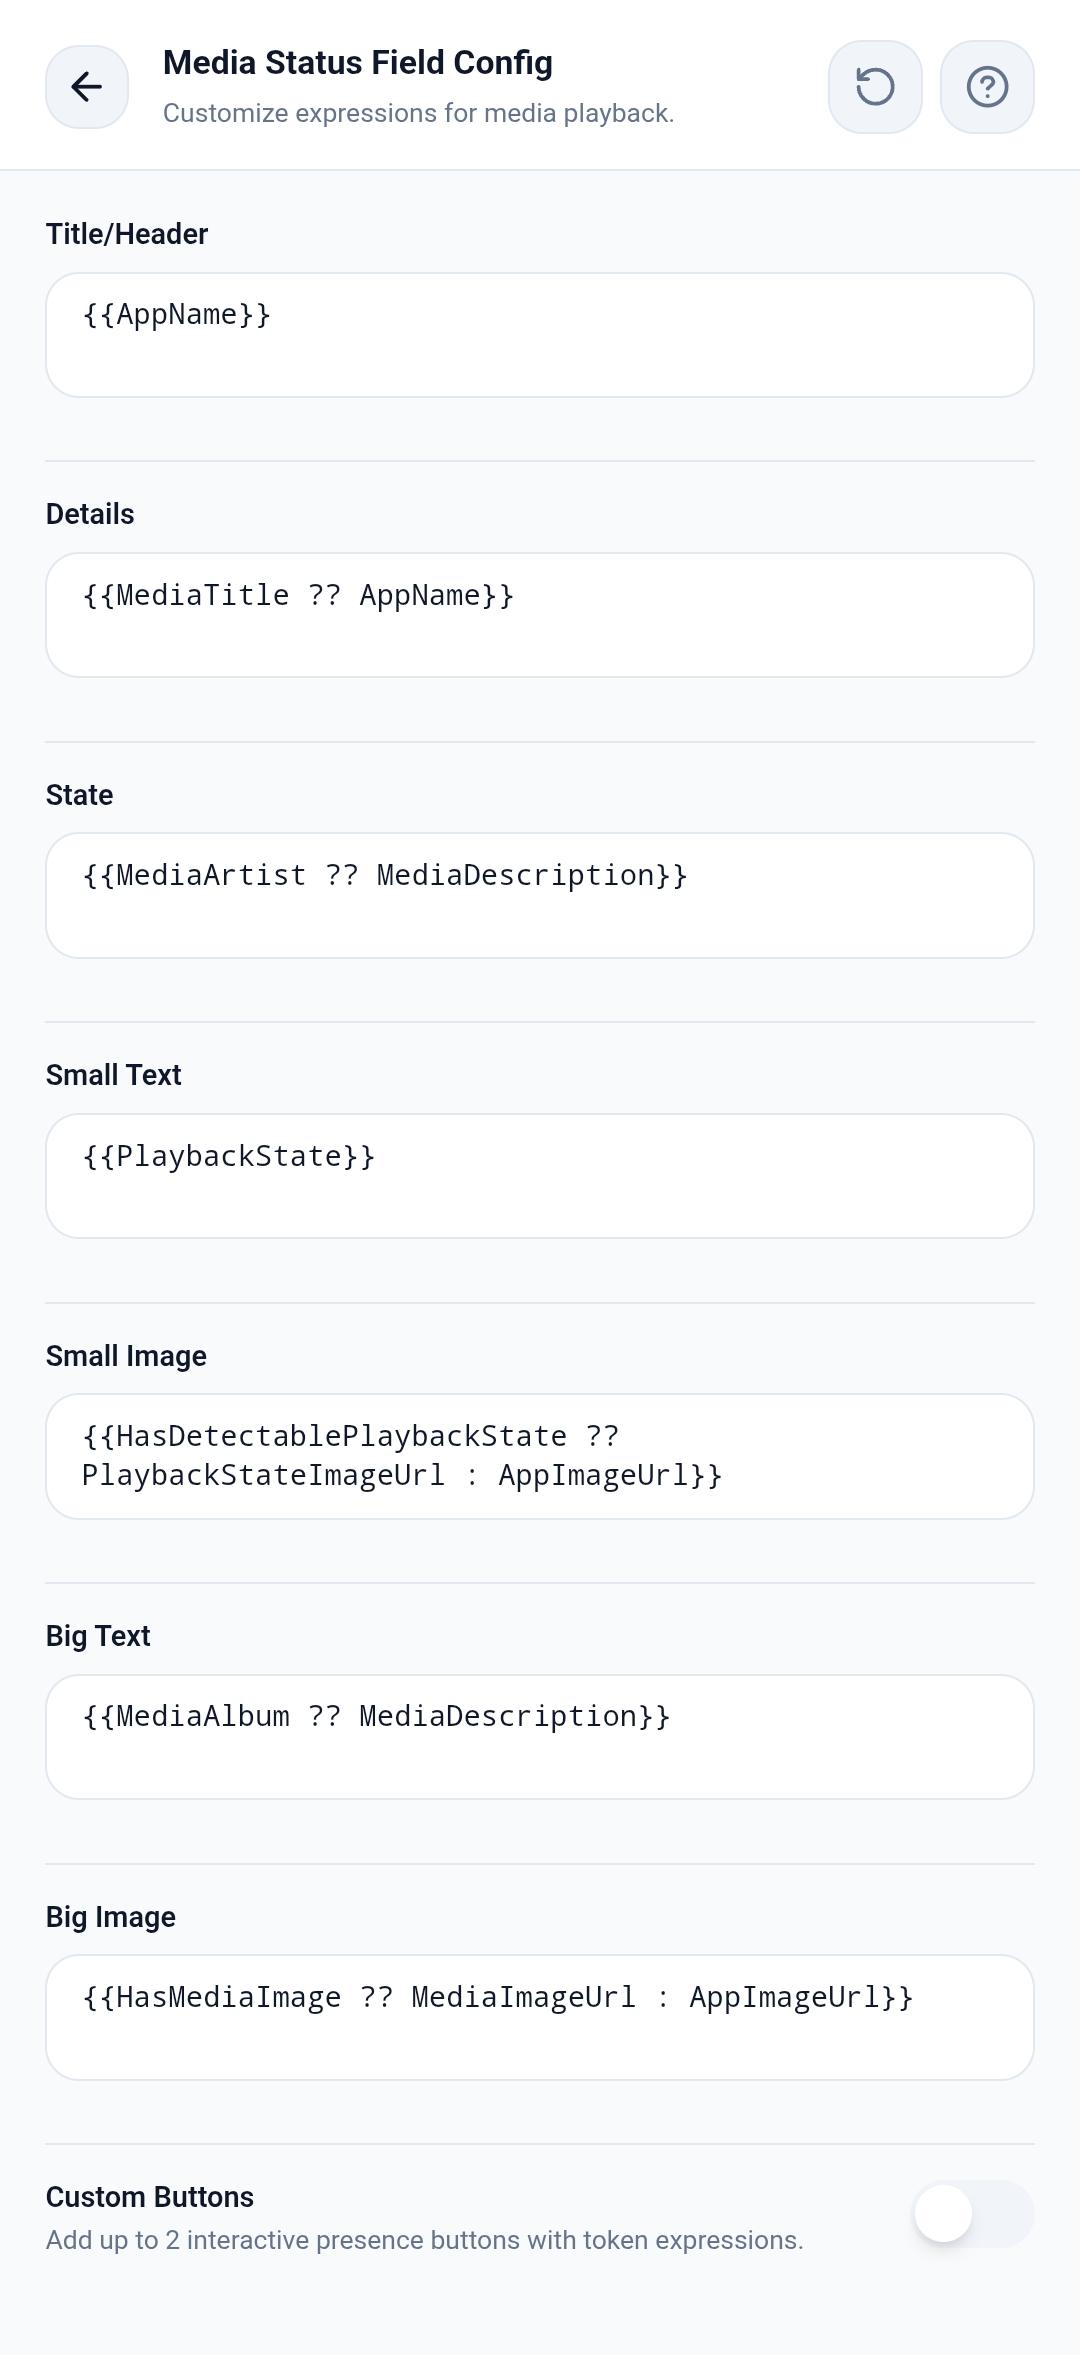 Media Status Field Config
Customize expressions for media playback.
Title/Header
{{AppName}}
Details
{{MediaTitle ?? AppName}}
State
{{MediaArtist ?? MediaDescription}}
Small Text
{{PlaybackState}}
Small Image
{{HasDetectablePlaybackState ??
PlaybackStateImageUrl : AppImageUrl}}
Big Text
{{MediaAlbum ?? MediaDescription}}
Big Image
{{HasMediaImage ?? MediaImageUrl : AppImageUrl}}
Custom Buttons
Add up to 2 interactive presence buttons with token expressions.